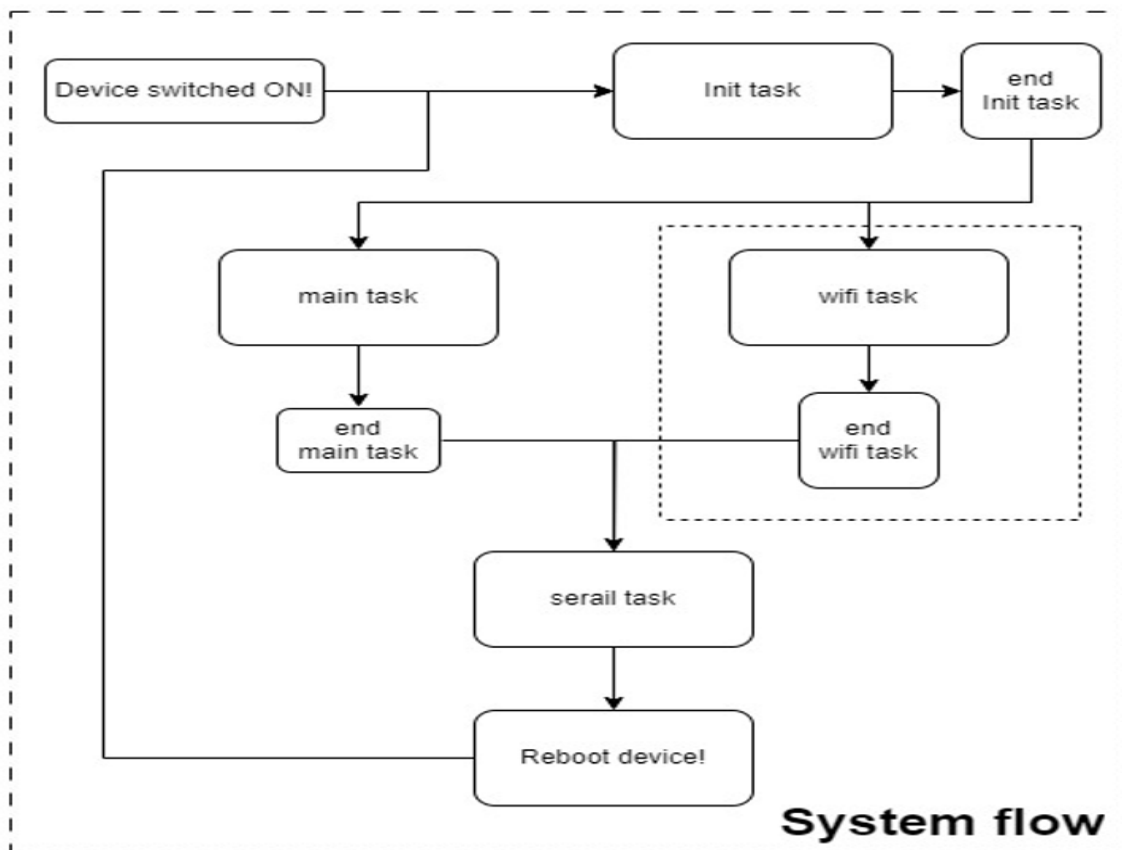 Device switched ON!
Init task
end
Init task
main task
wifi task
end
main task
end
wifi task
serail task
Reboot device!
System flow